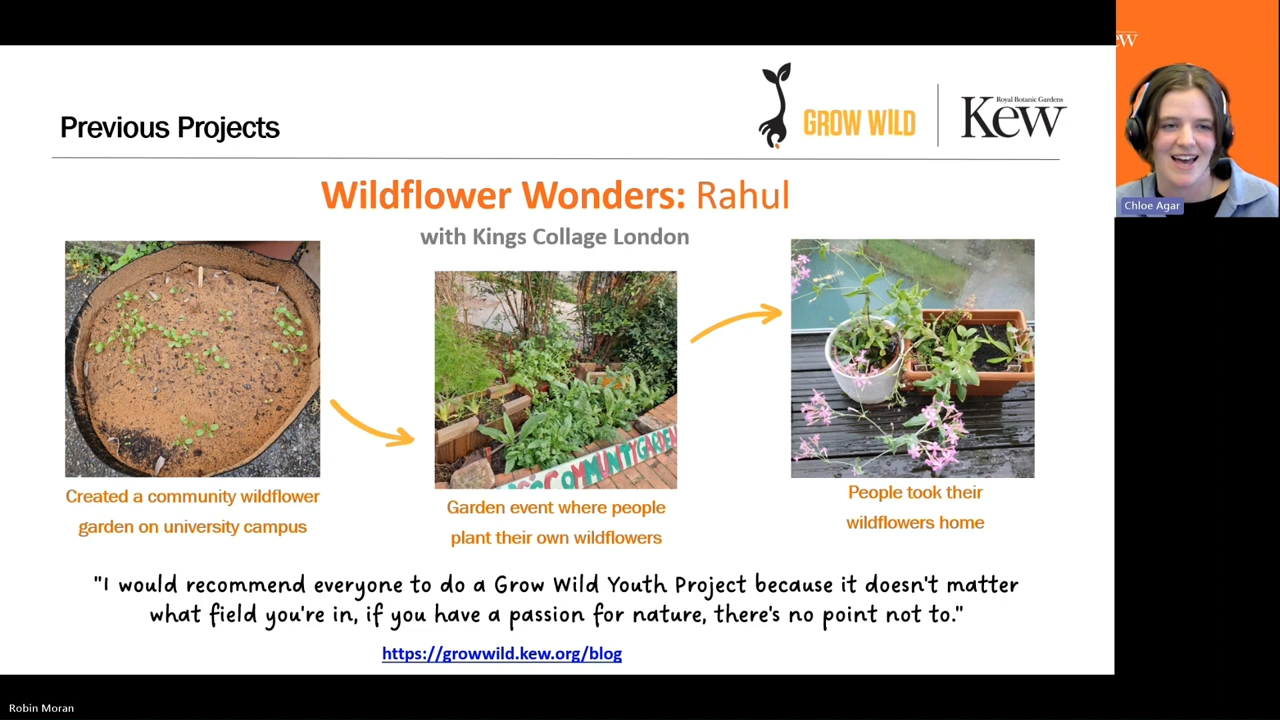 ew
Previous Projects
GROW WILD
Royal Botanic Gardens
Kew
Chloe Agar
Wildflower Wonders: Rahul
with Kings Collage London
COMMUNITY GARDEN
Created a community wildflower
garden on university campus
Garden event where people
plant their own wildflowers
People took their
wildflowers home
"I would recommend everyone to do a Grow Wild Youth Project because it doesn't matter
what field you're in, if you have a passion for nature, there's no point not to."
https://growwild.kew.org/blog
Robin Moran